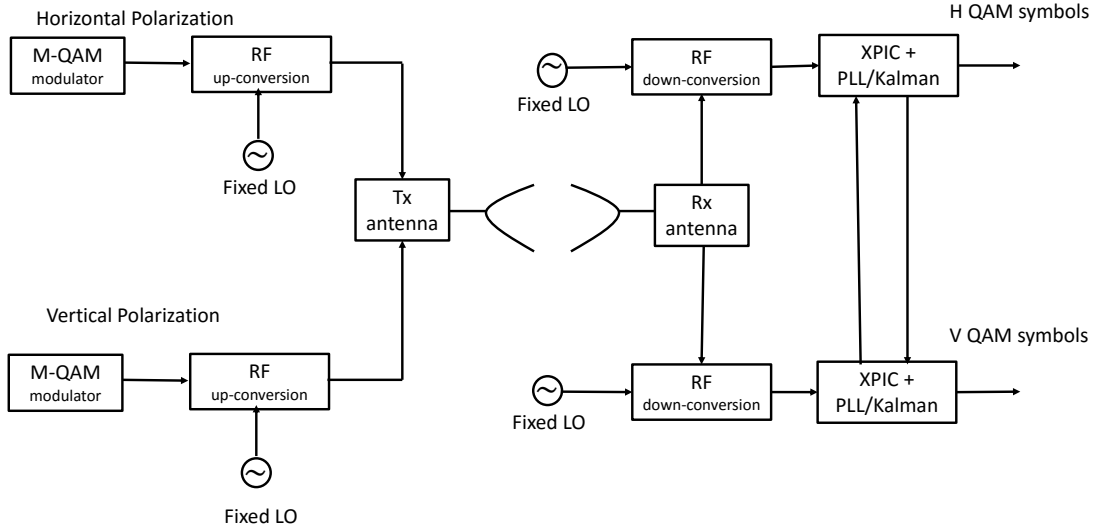 Horizontal Polarization
M-QAM
modulator
RF
up-conversion
Fixed LO
Tx
antenna
Vertical Polarization
M-QAM
modulator
RF
up-conversion
Fixed LO
H QAM symbols
Fixed LO
RF
down-conversion
XPIC +
PLL/Kalman
Rx
antenna
V QAM symbols
Fixed LO
RF
down-conversion
XPIC +
PLL/Kalman